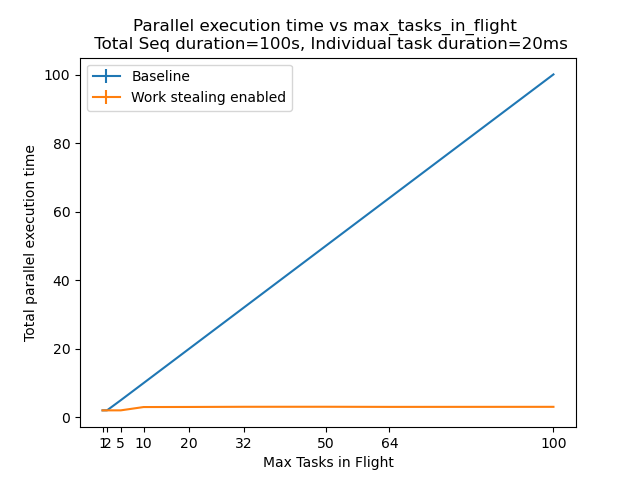 Parallel execution time vs max_tasks_in_flight
Total Seq duration=100s, Individual task duration=20ms
Baseline
Work stealing enabled
Total parallel execution time
100
80
60
40
20
0
1 2 5 10 20 32 50 64 100
Max Tasks in Flight